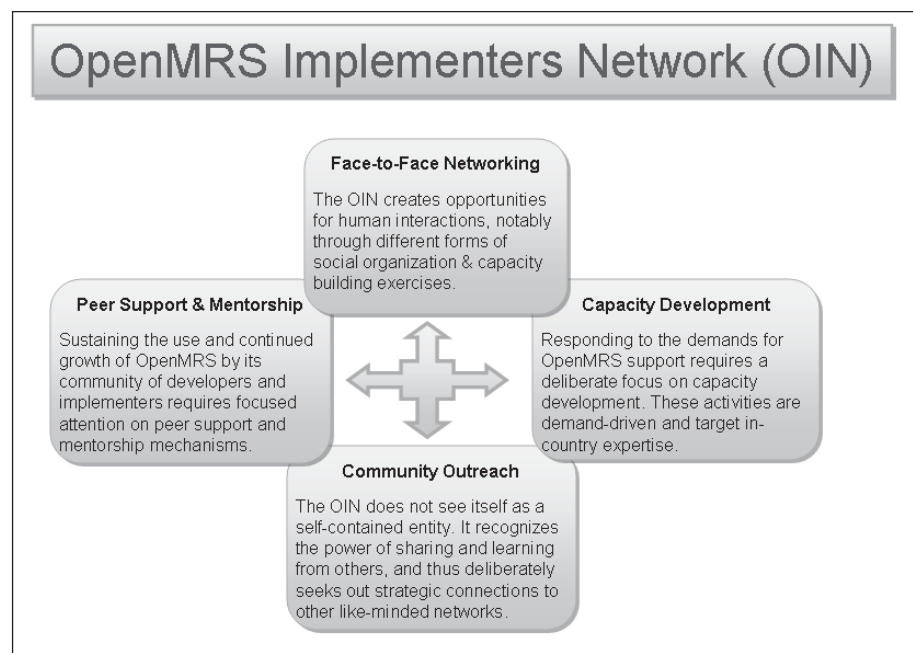 OpenMRS Implementers Network (OIN)
Face-to-Face Networking
The OIN creates opportunities
for human interactions, notably
through different forms of
social organization & capacity
building exercises.
Peer Support & Mentorship
Sustaining the use and continued
growth of OpenMRS by its
community of developers and
implementers requires focused
attention on peer support and
mentorship mechanisms.
Capacity Development
Responding to the demands for
OpenMRS support requires a
deliberate focus on capacity
development. These activities are
demand-driven and target in-
country expertise.
Community Outreach
The OIN does not see itself as a
self-contained entity. It recognizes
the power of sharing and learning
from others, and thus deliberately
seeks out strategic connections to
other like-minded networks.